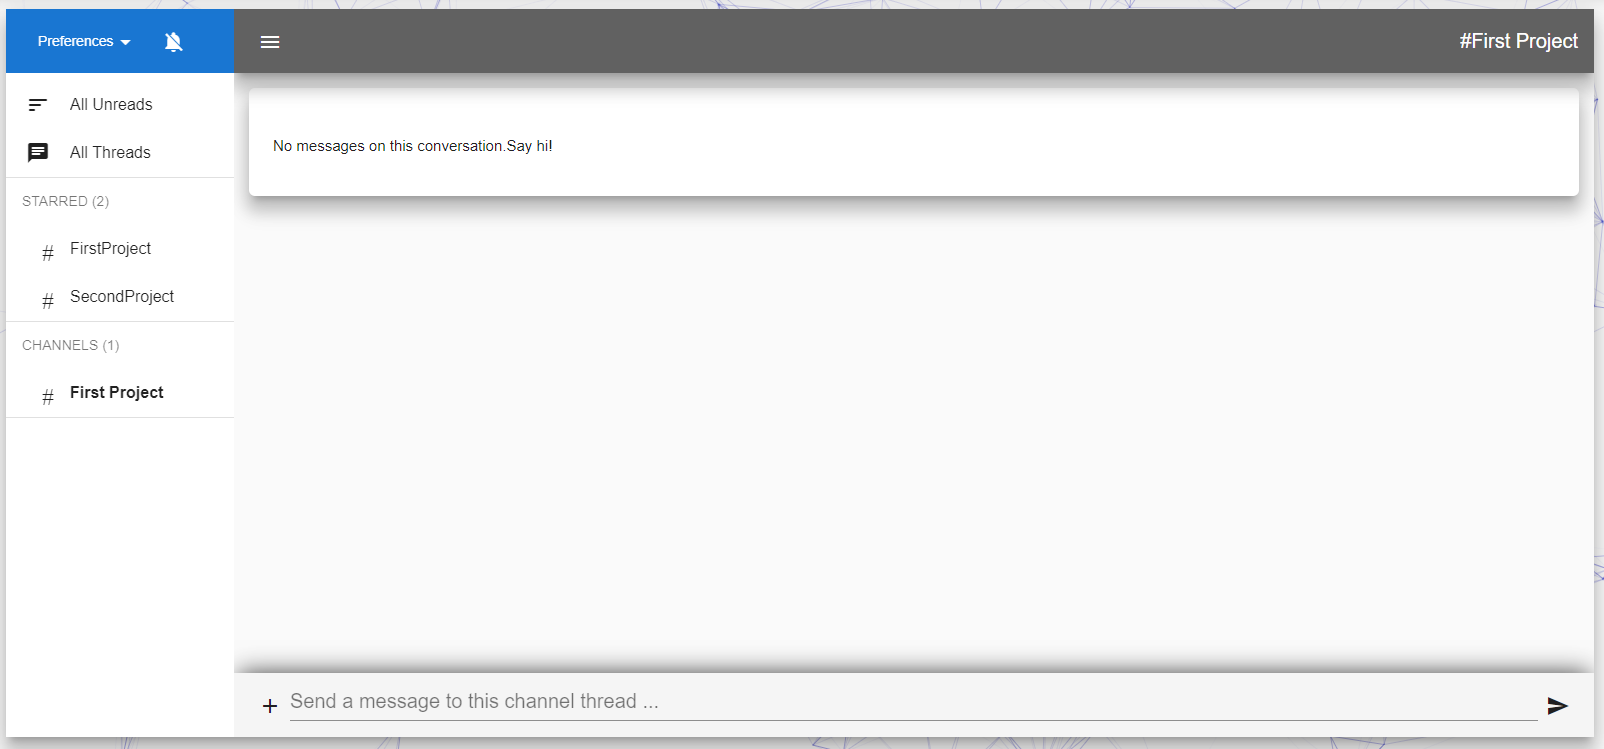 Preferences
#First Project
All Unreads
All Threads
STARRED (2)
# FirstProject
# SecondProject
CHANNELS (1)
# First Project
No messages on this conversation.Say hi!
Send a message to this channel thread ...